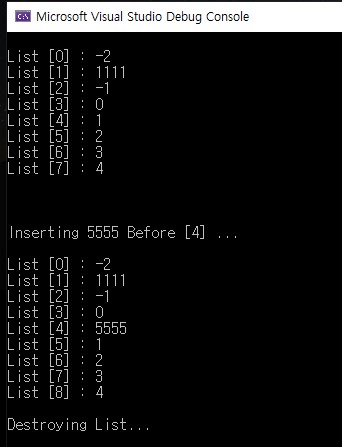 C:\ Microsoft Visual Studio Debug Console
List [0] : -2
List [1] : 1111
List [2] : -1
List [3] : 0
List [4] : 1
List [5] : 2
List [6] : 3
List [7] : 4
Inserting 5555 Before [4] ...
List [0] : -2
List [1] : 1111
List [2] : -1
List [3] : 0
List [4] : 5555
List [5] : 1
List [6] : 2
List [7] : 3
List [8] : 4
Destroying List...